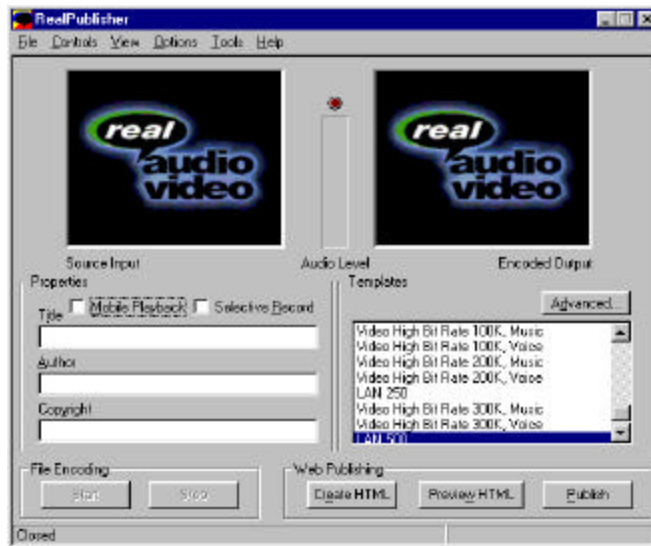 RealPublisher
File Controls View Options Tools Help
real
audio
video
real
audio
video
Source Input
Audio Level
Encoded Output
Properties
Mobile Playback
Selective Record
Title
Author
Copyright
Templates
Advanced...
Video High Bit Rate 100K, Music
Video High Bit Rate 100K, Voice
Video High Bit Rate 200K, Music
Video High Bit Rate 200K, Voice
LAN 250
Video High Bit Rate 300K, Music
Video High Bit Rate 300K, Voice
LAN 500
File Encoding
Start
Stop
Web Publishing
Create HTML
Preview HTML
Publish
Closed